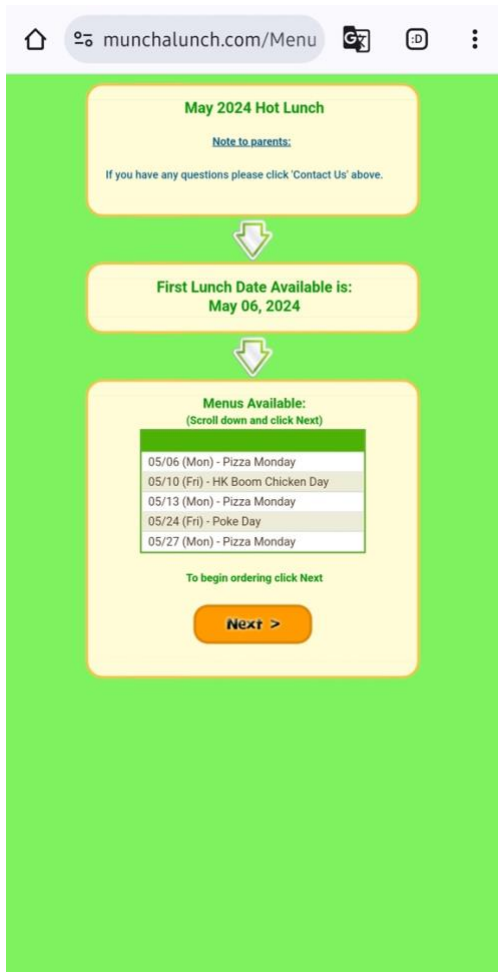 munchalunch.com/Menu
:D
May 2024 Hot Lunch
Note to parents:
If you have any questions please click 'Contact Us' above.
First Lunch Date Available is:
May 06, 2024
Menus Available:
(Scroll down and click Next)
05/06 (Mon) - Pizza Monday
05/10 (Fri) - HK Boom Chicken Day
05/13 (Mon) - Pizza Monday
05/24 (Fri) - Poke Day
05/27 (Mon) - Pizza Monday
To begin ordering click Next
Next >